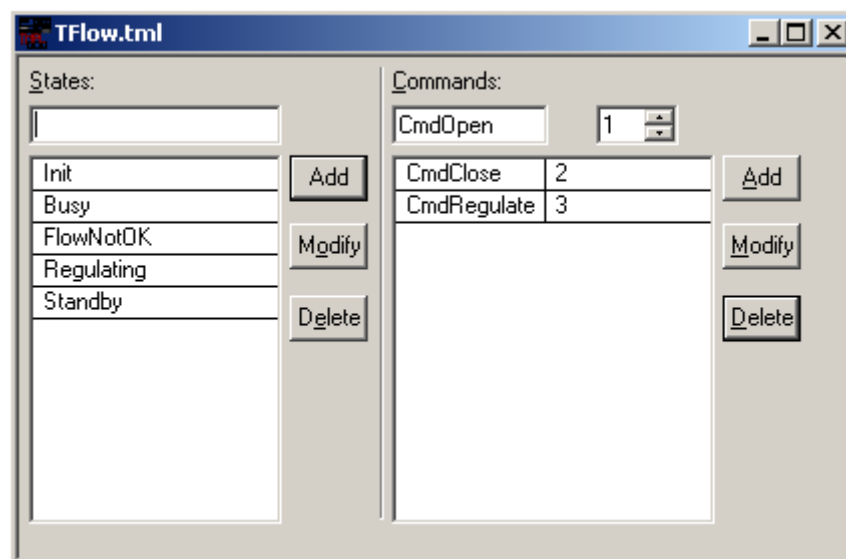 TFlow.tml
States:
Commands:
CmdOpen
1
Init
Busy
FlowNotOK
Regulating
Standby
Add
Modify
Delete
CmdClose 2
CmdRegulate 3
Add
Modify
Delete